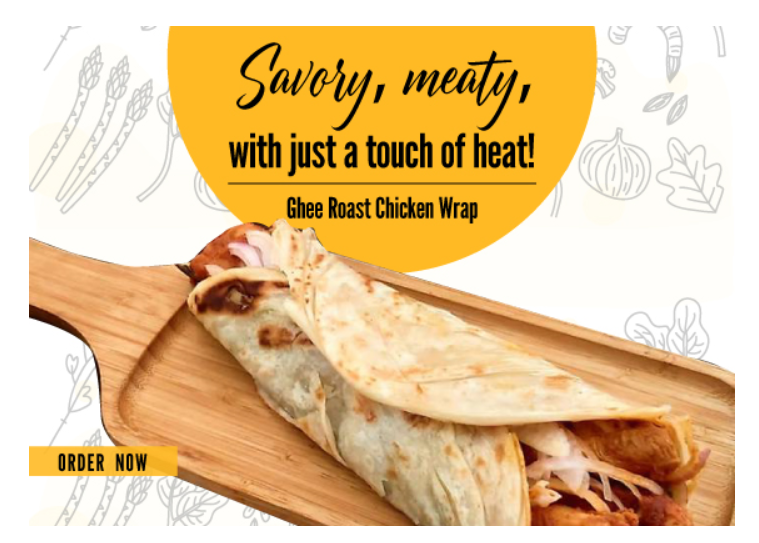 Savory, meaty,
with just a touch of heat!
Ghee Roast Chicken Wrap
ORDER NOW